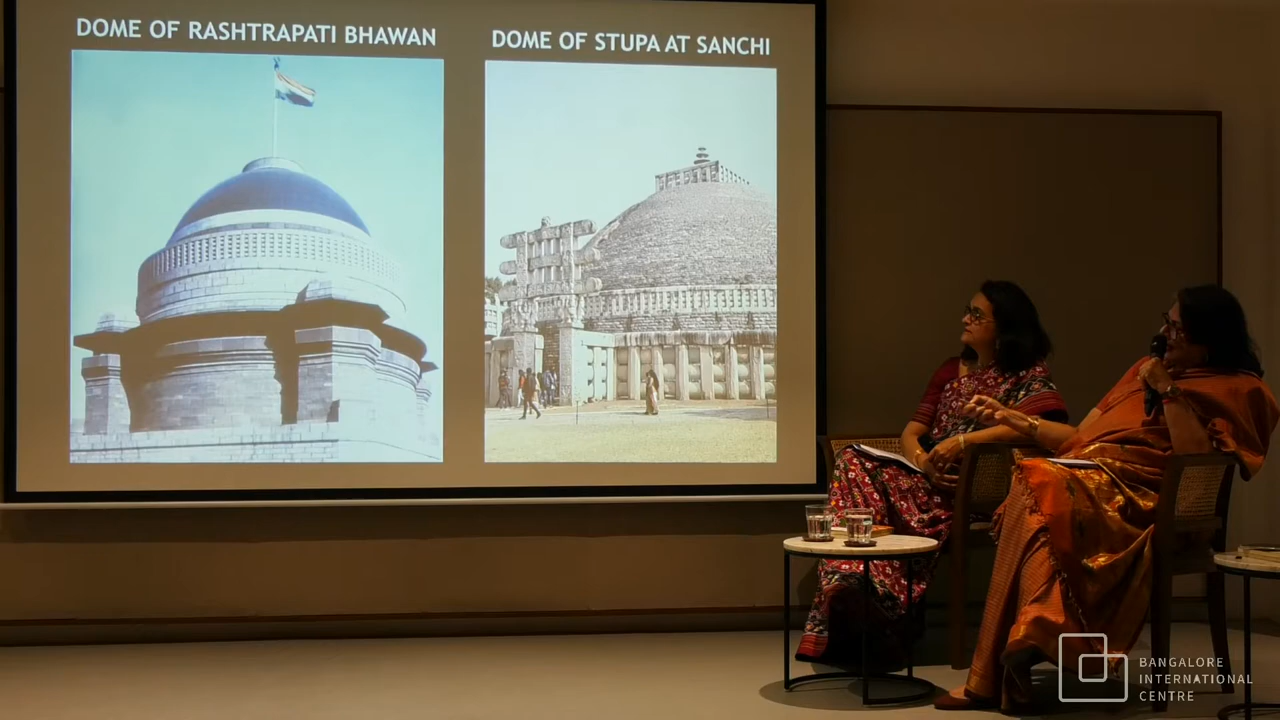 DOME OF RASHTRAPATI BHAWAN
DOME OF STUPA AT SANCHI
BANGALORE
INTERNATIONAL
CENTRE